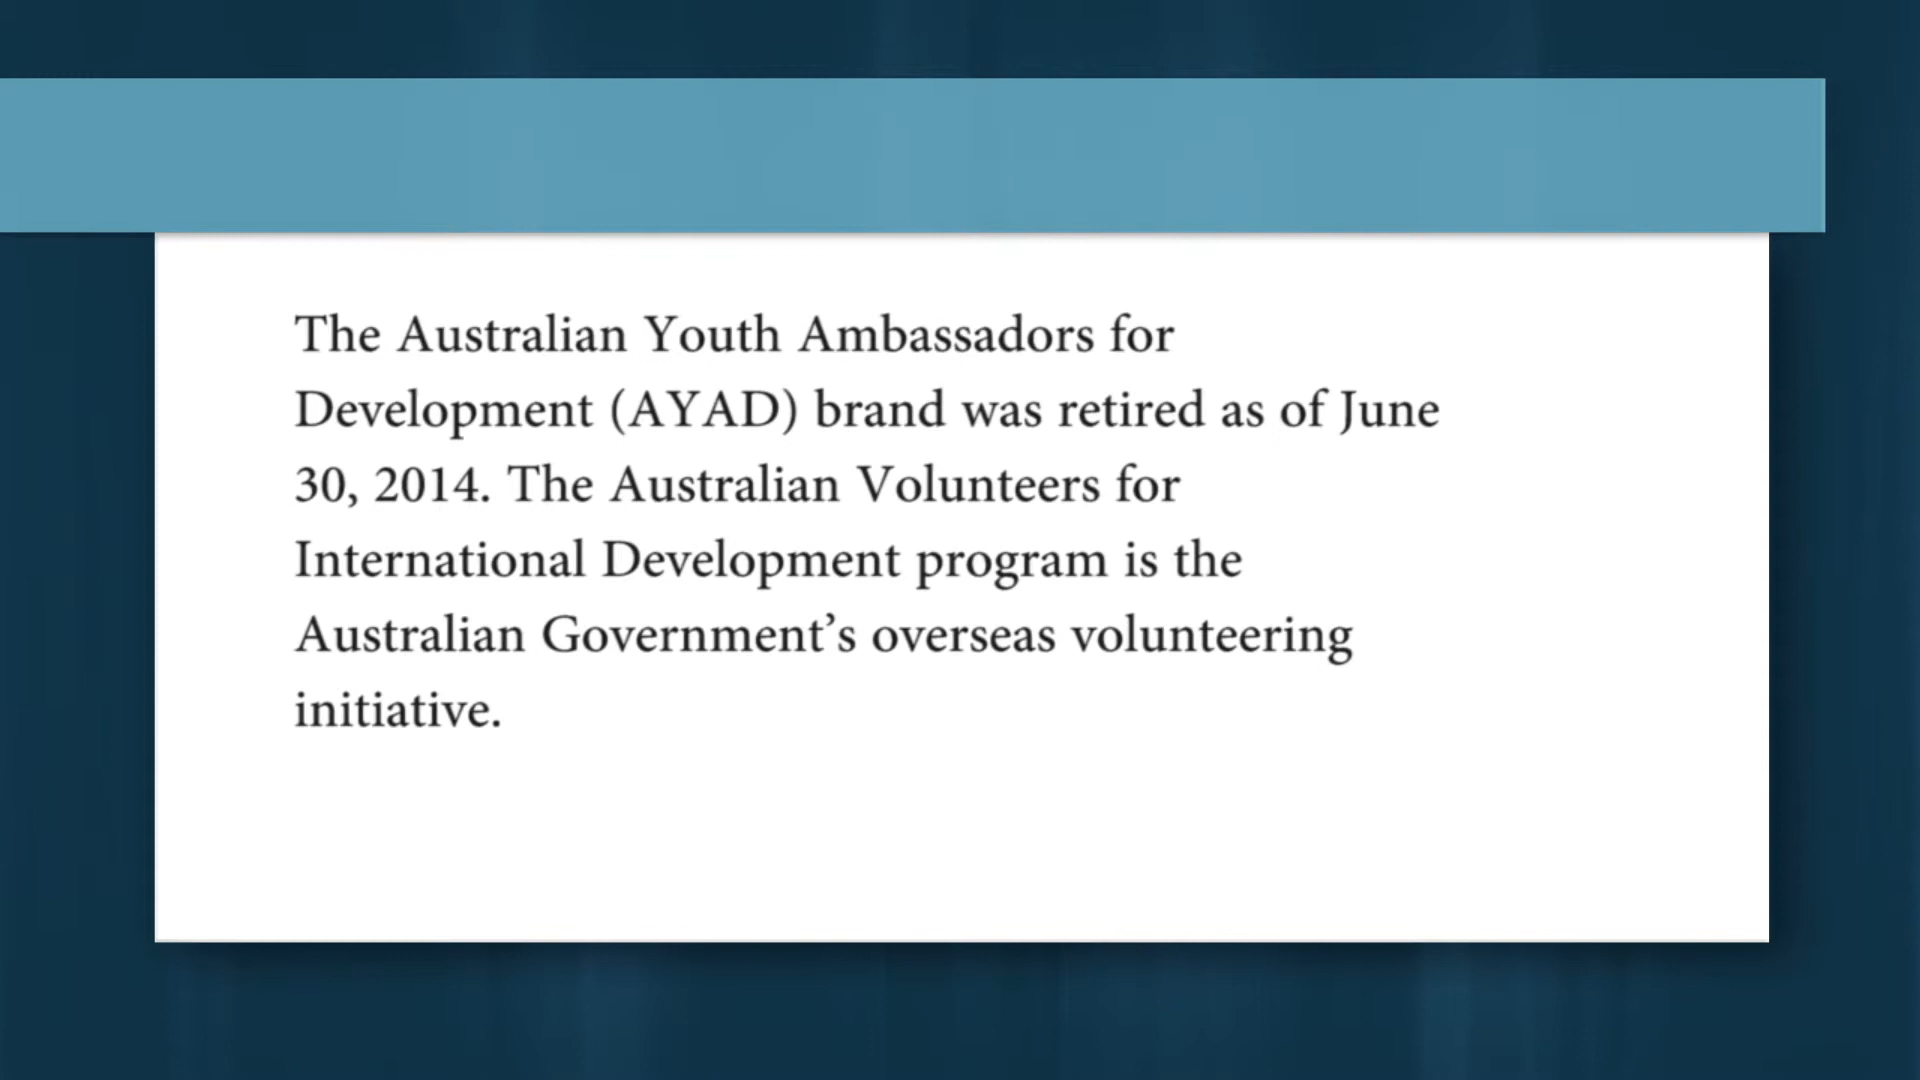 The Australian Youth Ambassadors for
Development (AYAD) brand was retired as of June
30, 2014. The Australian Volunteers for
International Development program is the
Australian Government’s overseas volunteering
initiative.